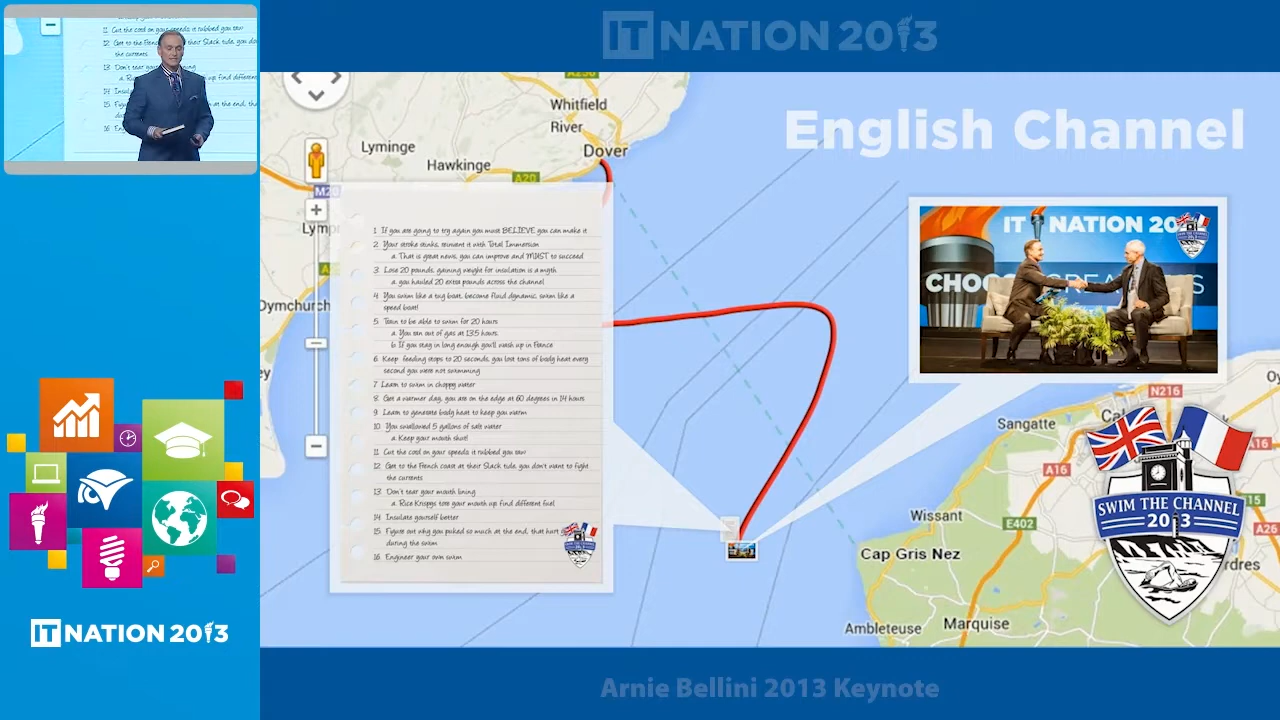 IT NATION 2013
English Channel
A256
Whitfield
River
Dover
Lyminge
Hawkinge
A20
M20
Lymp
Dymchurch
ey
1 If you are going to try again you must BELIEVE you can make it
2 Your stroke stinks, reinvent it with Total Immersion
a. That is great news, you can improve and MUST to succeed
3 Lose 20 pounds, gaining weight for insulation is a myth
a. you hauled 20 extra pounds across the channel
4 You swim like a tug boat, become fluid dynamic, swim like a
speed boat!
5 Train to be able to swim for 20 hours
a. You ran out of gas at 13.5 hours.
b. If you stay in long enough you'll wash up in France
6 Keep feeding stops to 20 seconds, you lost tons of body heat every
second you were not swimming
7 Learn to swim in choppy water
8 Get a warmer day, you are on the edge at 60 degrees in 14 hours
9 Learn to generate body heat to keep you warm
10 You swallowed 5 gallons of salt water
a. Keep your mouth shut!
11 Cut the cord on your speedo, it rubbed you raw
12 Get to the French coast at their Slack tide, you don't want to fight
the currents
13 Don't tear your mouth lining
a. Rice Krispys tore your mouth up find different fuel
14 Insulate yourself better
15 Figure out why you puked so much at the end, that hurt
during the swim
16 Engineer your own swim
IT NATION 20
CHOO GREA S
N216
Oy
Sangatte
Ca
A16
A16
Wissant
E402
15
A26
Cap Gris Nez
rdres
Ambleteuse
Marquise
SWIM THE CHANNEL
2013
IT NATION 2013
Arnie Bellini 2013 Keynote